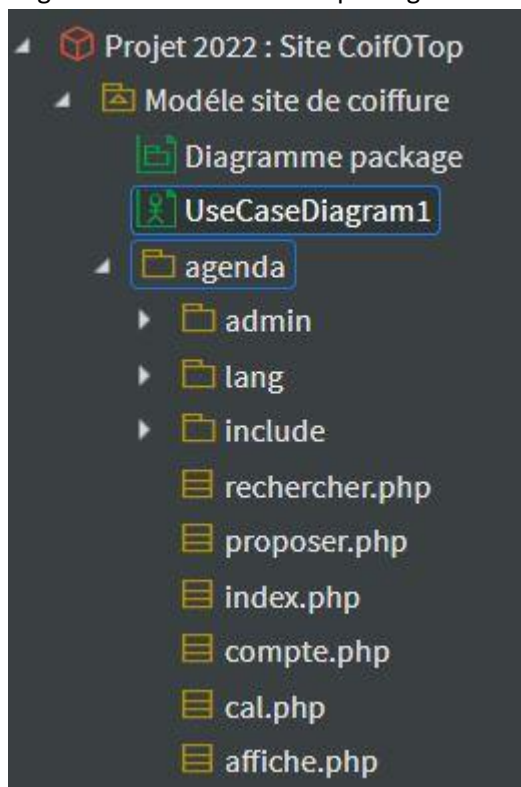 Projet 2022 : Site CoifOTop
Modéle site de coiffure
Diagramme package
UseCaseDiagram1
agenda
admin
lang
include
rechercher.php
proposer.php
index.php
compte.php
cal.php
affiche.php